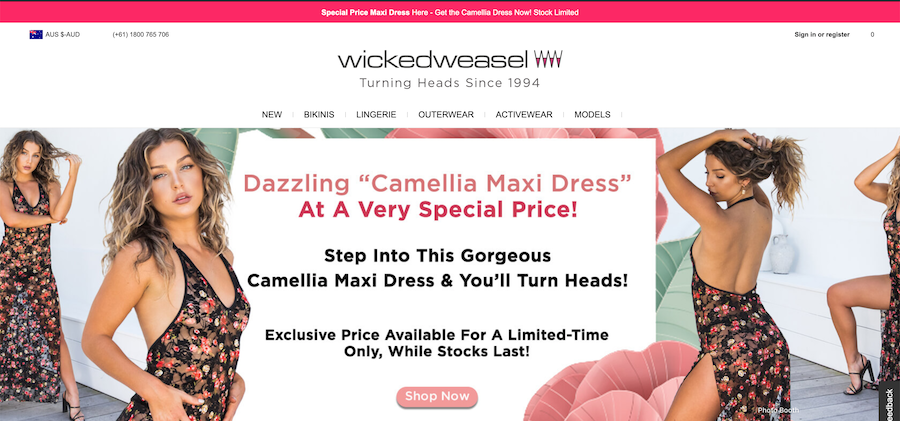 Special Price Maxi Dress Here - Get the Camellia Dress Now! Stock Limited
AUS $-AUD
(+61) 1800 765 706
Sign in or register
0
wickedweasel
Turning Heads Since 1994
NEW
BIKINIS
LINGERIE
OUTERWEAR
ACTIVEWEAR
MODELS
Dazzling “Camellia Maxi Dress”
At A Very Special Price!
Step Into This Gorgeous
Camellia Maxi Dress & You’ll Turn Heads!
Exclusive Price Available For A Limited-Time
Only, While Stocks Last!
Shop Now
Photo Booth
eedback